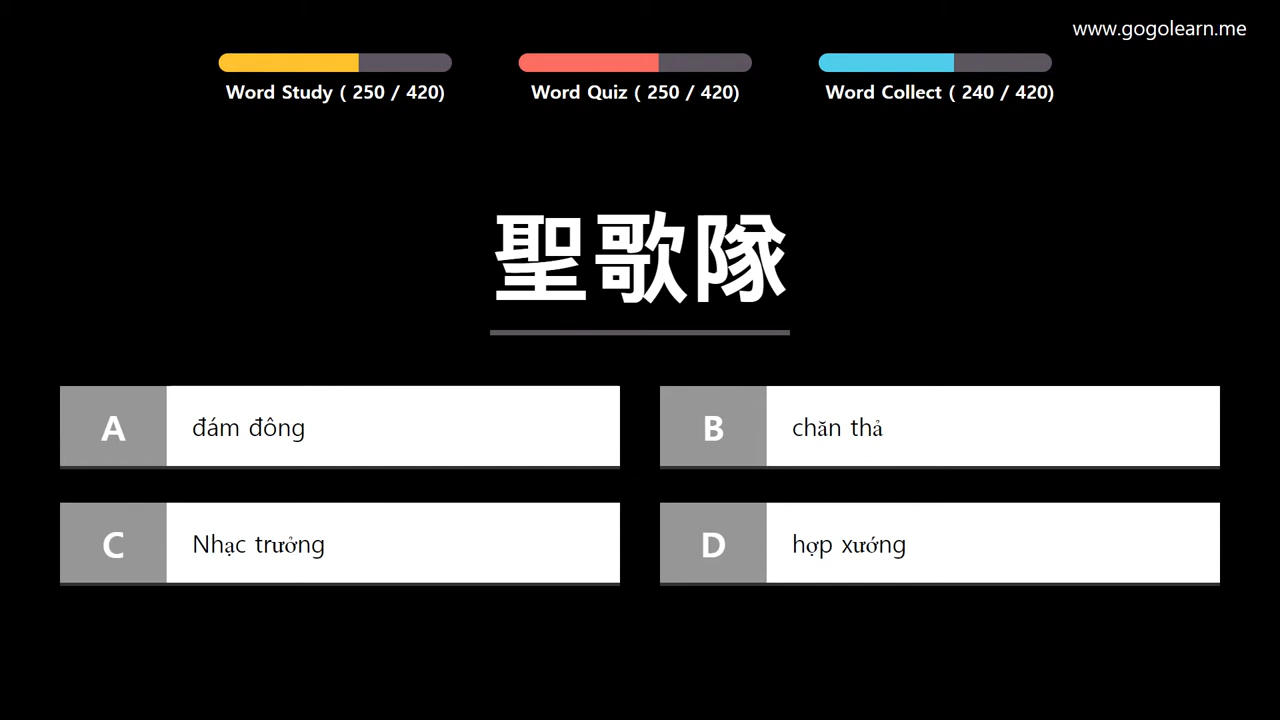 www.gogolearn.me
Word Study ( 250 / 420)
Word Quiz ( 250 / 420)
Word Collect ( 240 / 420)
聖歌隊
A
đám đông
B
chăn thả
C
Nhạc trưởng
D
hợp xướng